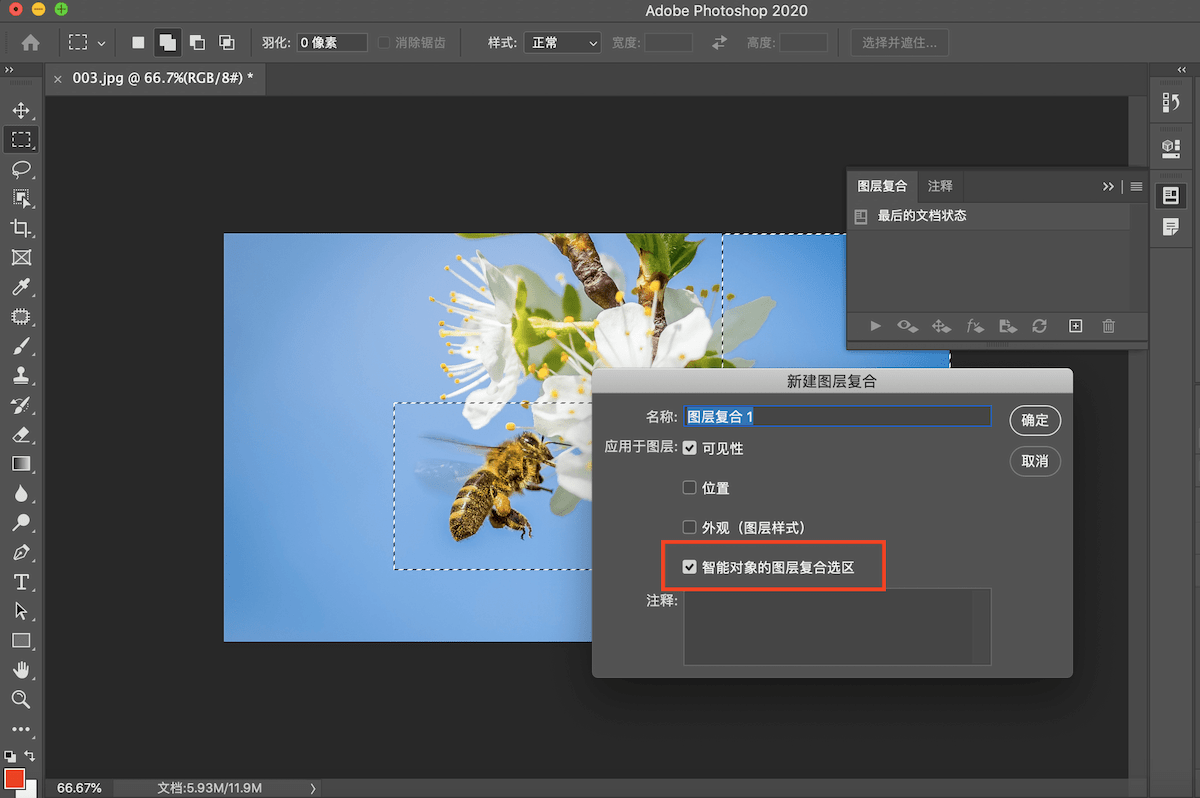 Adobe Photoshop 2020
羽化: 0 像素 消除锯齿 样式: 正常 宽度: 高度: 选择并遮住...
003.jpg @ 66.7%(RGB/8#) *
图层复合 注释
最后的文档状态
新建图层复合
名称: 图层复合 1 确定
应用于图层: 可见性
取消
位置
外观（图层样式）
智能对象的图层复合选区
注释:
66.67% 文档:5.93M/11.9M